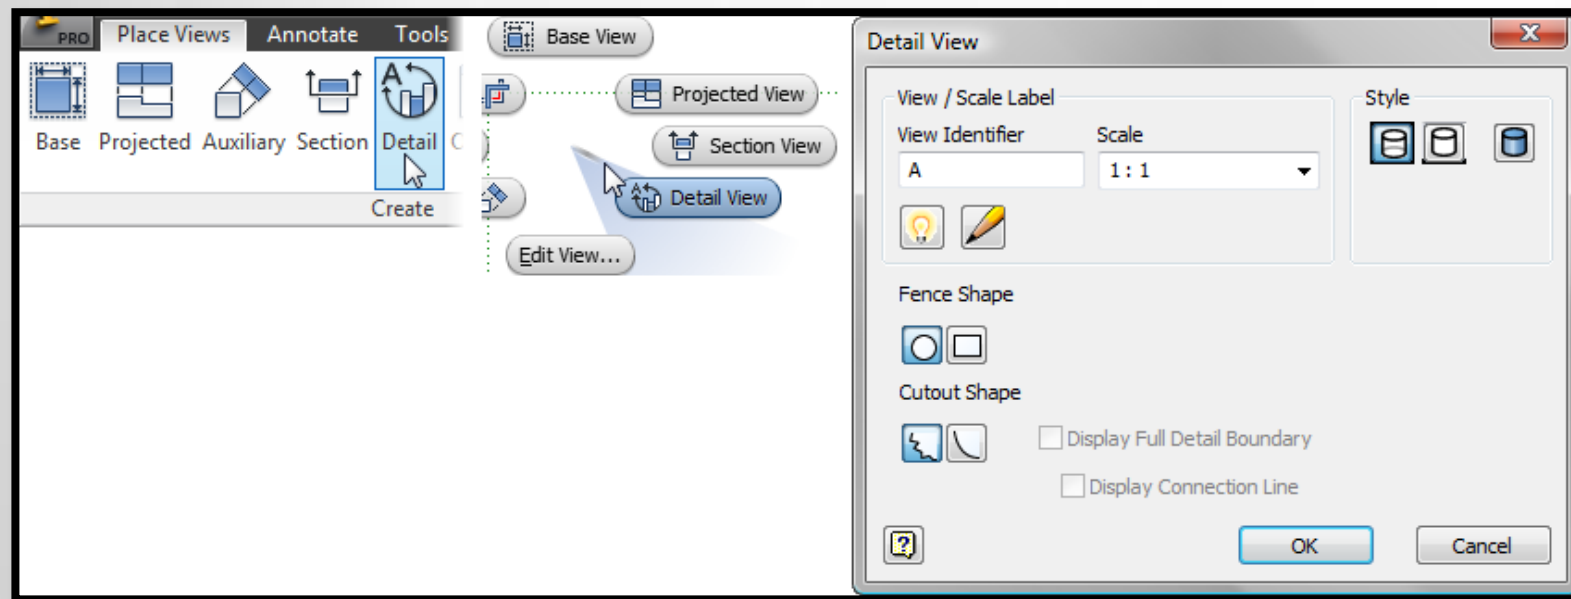 PRO Place Views Annotate Tools
Base Projected Auxiliary Section Detail
Create
Base View
Projected View
Section View
Detail View
Edit View...
Detail View
View / Scale Label
View Identifier Scale
A 1 : 1
Style
Fence Shape
Cutout Shape
Display Full Detail Boundary
Display Connection Line
OK Cancel